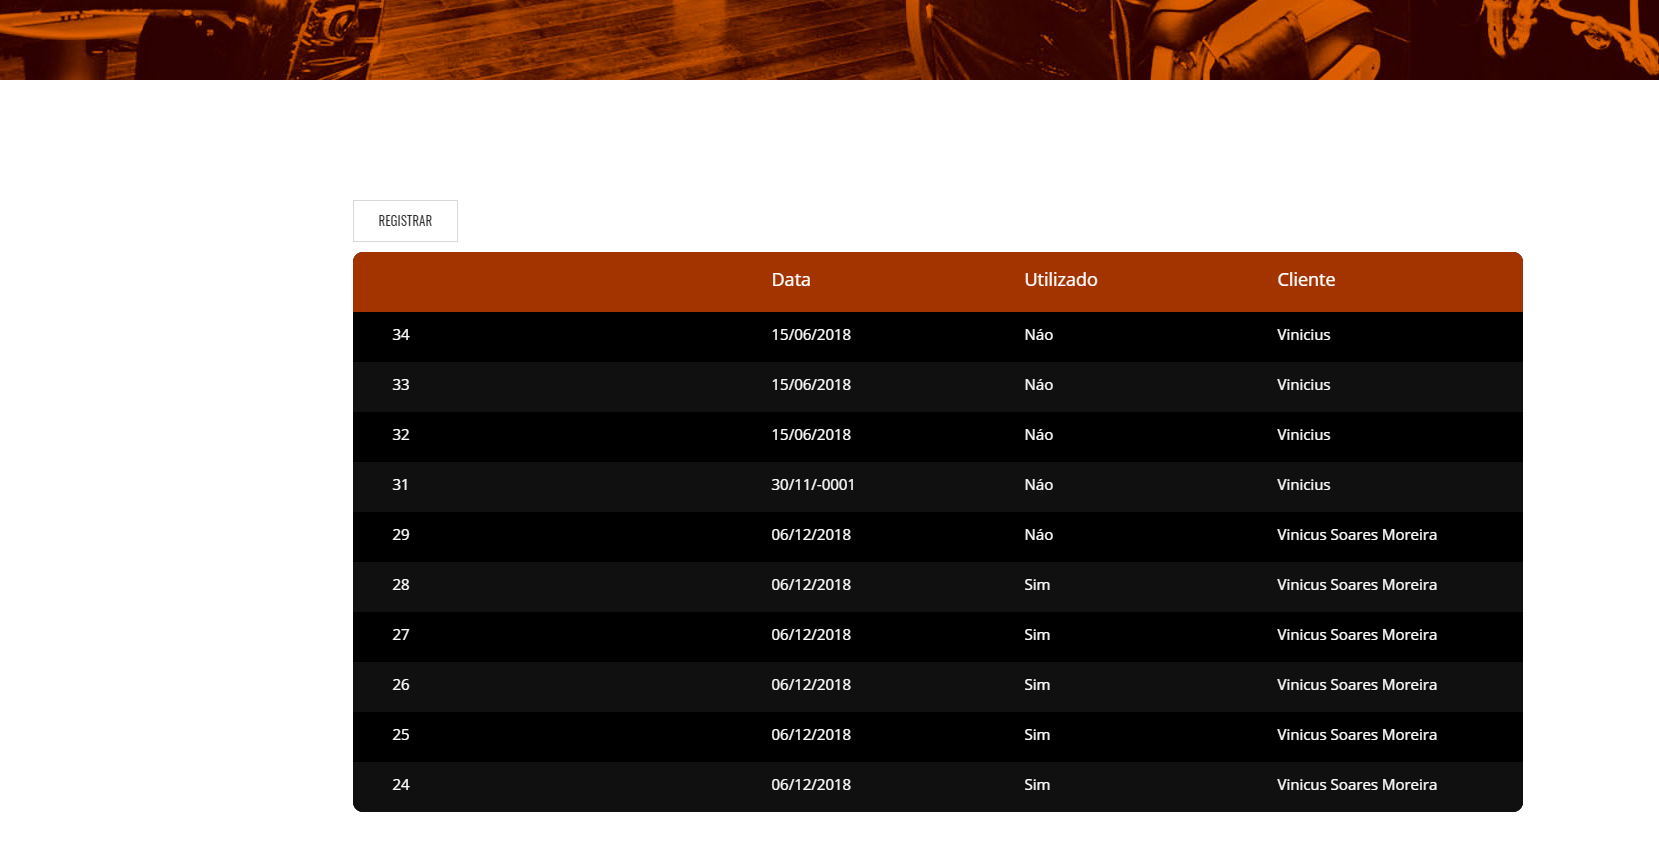 REGISTRAR
Data Utilizado Cliente
34 15/06/2018 Náo Vinicius
33 15/06/2018 Náo Vinicius
32 15/06/2018 Náo Vinicius
31 30/11/-0001 Náo Vinicius
29 06/12/2018 Náo Vinicus Soares Moreira
28 06/12/2018 Sim Vinicus Soares Moreira
27 06/12/2018 Sim Vinicus Soares Moreira
26 06/12/2018 Sim Vinicus Soares Moreira
25 06/12/2018 Sim Vinicus Soares Moreira
24 06/12/2018 Sim Vinicus Soares Moreira